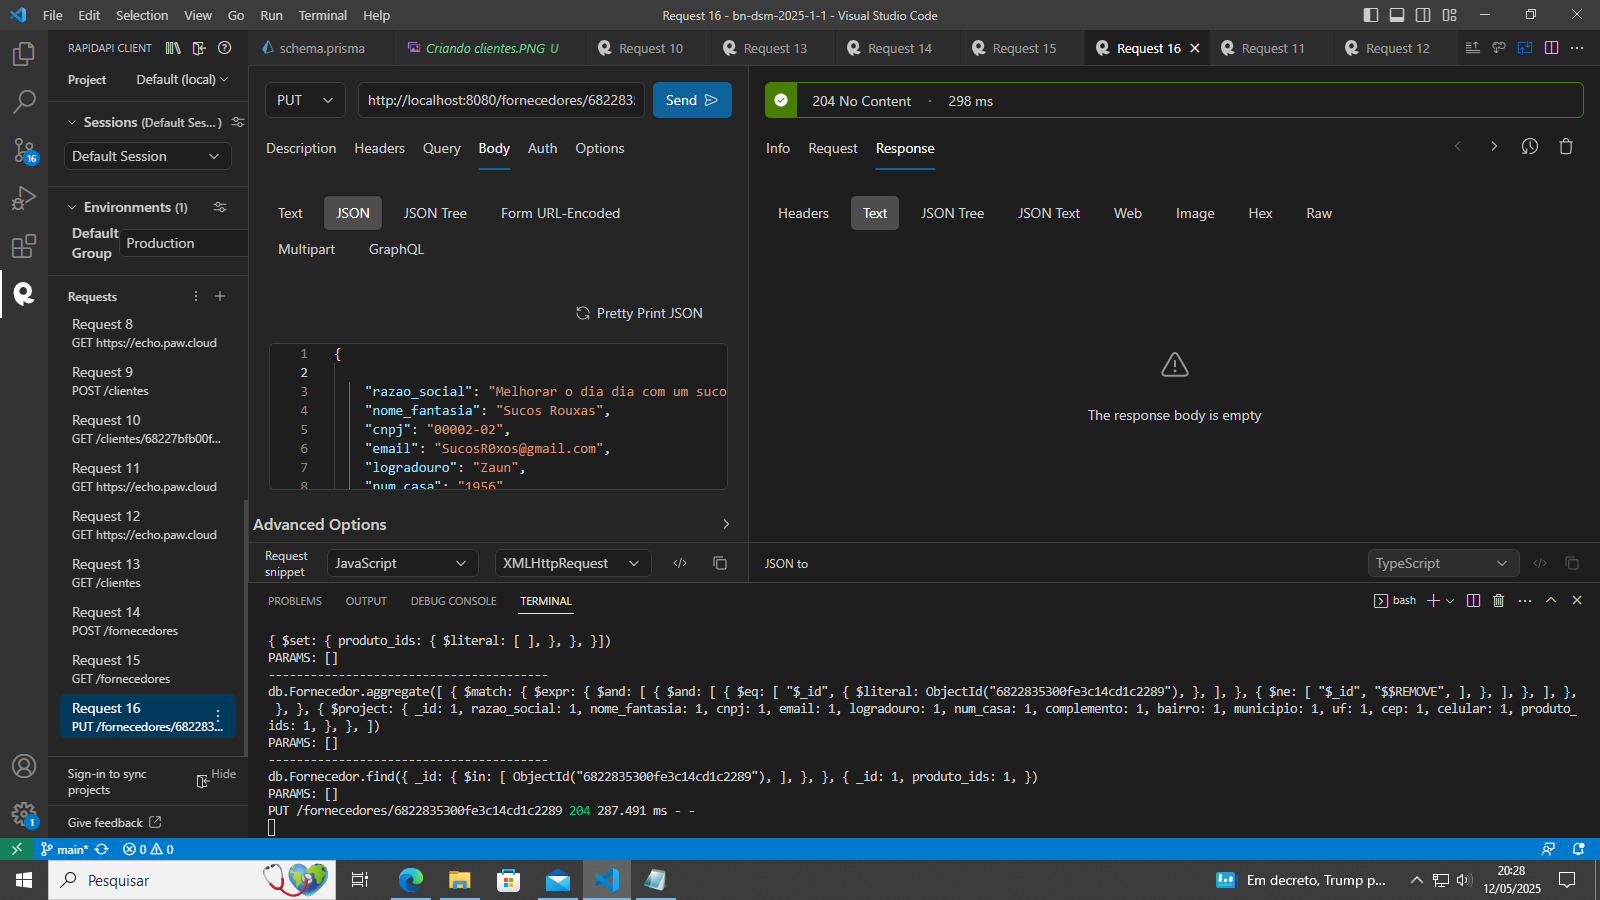 File Edit Selection View Go Run Terminal Help
Request 16 - bn-dsm-2025-1-1 - Visual Studio Code
RAPIDAPI CLIENT
schema.prisma
Criando clientes.PNG U
Request 10
Request 13
Request 14
Request 15
Request 16
Request 11
Request 12
Project
Default (local)
Sessions (Default Ses... )
Default Session
Environments (1)
Default Group
Production
Requests
Request 8
GET https://echo.paw.cloud
Request 9
POST /clientes
Request 10
GET /clientes/68227bfb00f...
Request 11
GET https://echo.paw.cloud
Request 12
GET https://echo.paw.cloud
Request 13
GET /clientes
Request 14
POST /fornecedores
Request 15
GET /fornecedores
Request 16
PUT /fornecedores/682283...
Sign-in to sync
projects
Hide
Give feedback
16
1
PUT
http://localhost:8080/fornecedores/682283
Send
Description Headers Query Body Auth Options
Text JSON JSON Tree Form URL-Encoded
Multipart GraphQL
Pretty Print JSON
1 {
2
3 "razao_social": "Melhorar o dia dia com um suco
4 "nome_fantasia": "Sucos Rouxas",
5 "cnpj": "00002-02",
6 "email": "SucosR0xos@gmail.com",
7 "logradouro": "Zaun",
8 "num_casa": "1956"
Advanced Options
Request
snippet
JavaScript
XMLHttpRequest
204 No Content - 298 ms
Info Request Response
Headers Text JSON Tree JSON Text Web Image Hex Raw
The response body is empty
JSON to
TypeScript
PROBLEMS OUTPUT DEBUG CONSOLE TERMINAL
bash
{ $set: { produto_ids: { $literal: [ ], }, }, }])
PARAMS: []
----------------------------------------
db.Fornecedor.aggregate([ { $match: { $expr: { $and: [ { $and: [ { $eq: [ "$_id", { $literal: ObjectId("6822835300fe3c14cd1c2289"), }, ], }, { $ne: [ "$_id", "$$REMOVE", ], }, ], }, ], },
}, }, { $project: { _id: 1, razao_social: 1, nome_fantasia: 1, cnpj: 1, email: 1, logradouro: 1, num_casa: 1, complemento: 1, bairro: 1, municipio: 1, uf: 1, cep: 1, celular: 1, produto_
ids: 1, }, }, ])
PARAMS: []
----------------------------------------
db.Fornecedor.find({ _id: { $in: [ ObjectId("6822835300fe3c14cd1c2289"), ], }, }, { _id: 1, produto_ids: 1, })
PARAMS: []
PUT /fornecedores/6822835300fe3c14cd1c2289 204 287.491 ms - -
main* 0 0
Pesquisar
Em decreto, Trump p...
20:28
12/05/2025